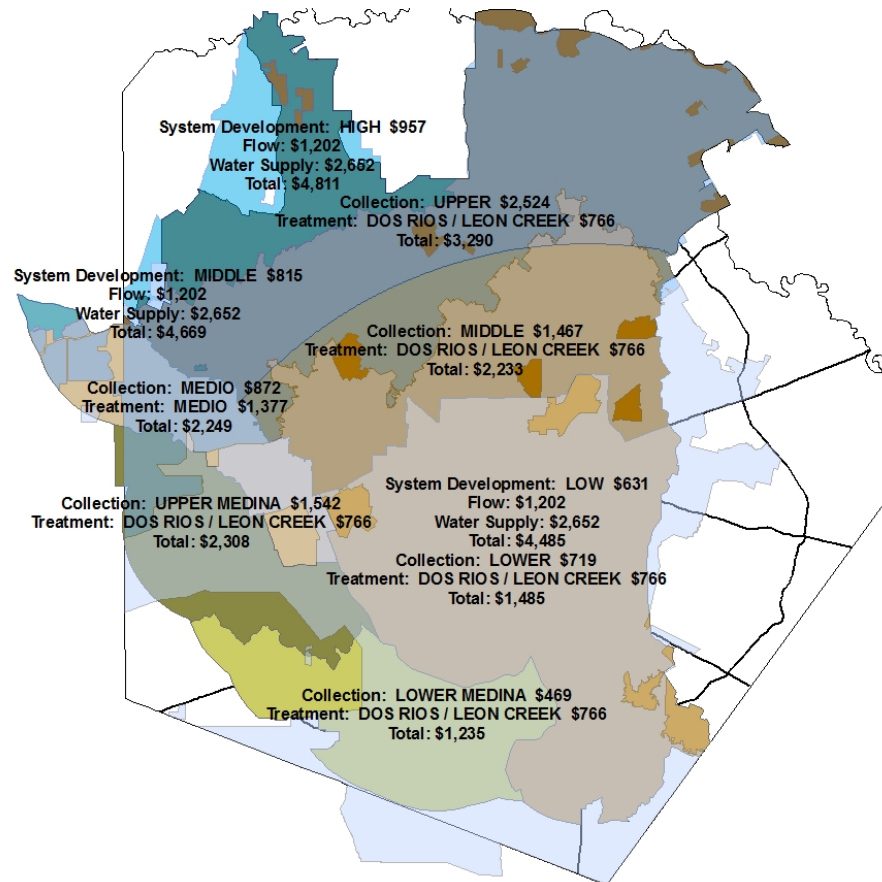 System Development: HIGH $957
Flow: $1,202
Water Supply: $2,652
Total: $4,811
Collection: UPPER $2,524
Treatment: DOS RIOS / LEON CREEK $766
Total: $3,290
System Development: MIDDLE $815
Flow: $1,202
Water Supply: $2,652
Total: $4,669
Collection: MIDDLE $1,467
Treatment: DOS RIOS / LEON CREEK $766
Total: $2,233
Collection: MEDIO $872
Treatment: MEDIO $1,377
Total: $2,249
Collection: UPPER MEDINA $1,542
Treatment: DOS RIOS / LEON CREEK $766
Total: $2,308
System Development: LOW $631
Flow: $1,202
Water Supply: $2,652
Total: $4,485
Collection: LOWER $719
Treatment: DOS RIOS / LEON CREEK $766
Total: $1,485
Collection: LOWER MEDINA $469
Treatment: DOS RIOS / LEON CREEK $766
Total: $1,235